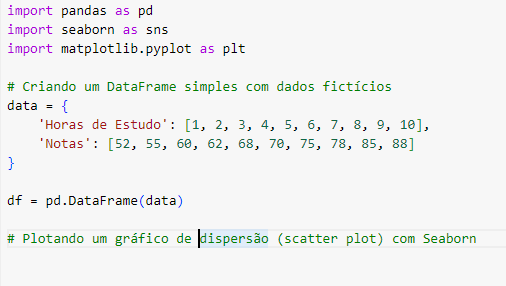 import pandas as pd
import seaborn as sns
import matplotlib.pyplot as plt
# Criando um DataFrame simples com dados fictícios
data = {
    'Horas de Estudo': [1, 2, 3, 4, 5, 6, 7, 8, 9, 10],
    'Notas': [52, 55, 60, 62, 68, 70, 75, 78, 85, 88]
}
df = pd.DataFrame(data)
# Plotando um gráfico de dispersão (scatter plot) com Seaborn